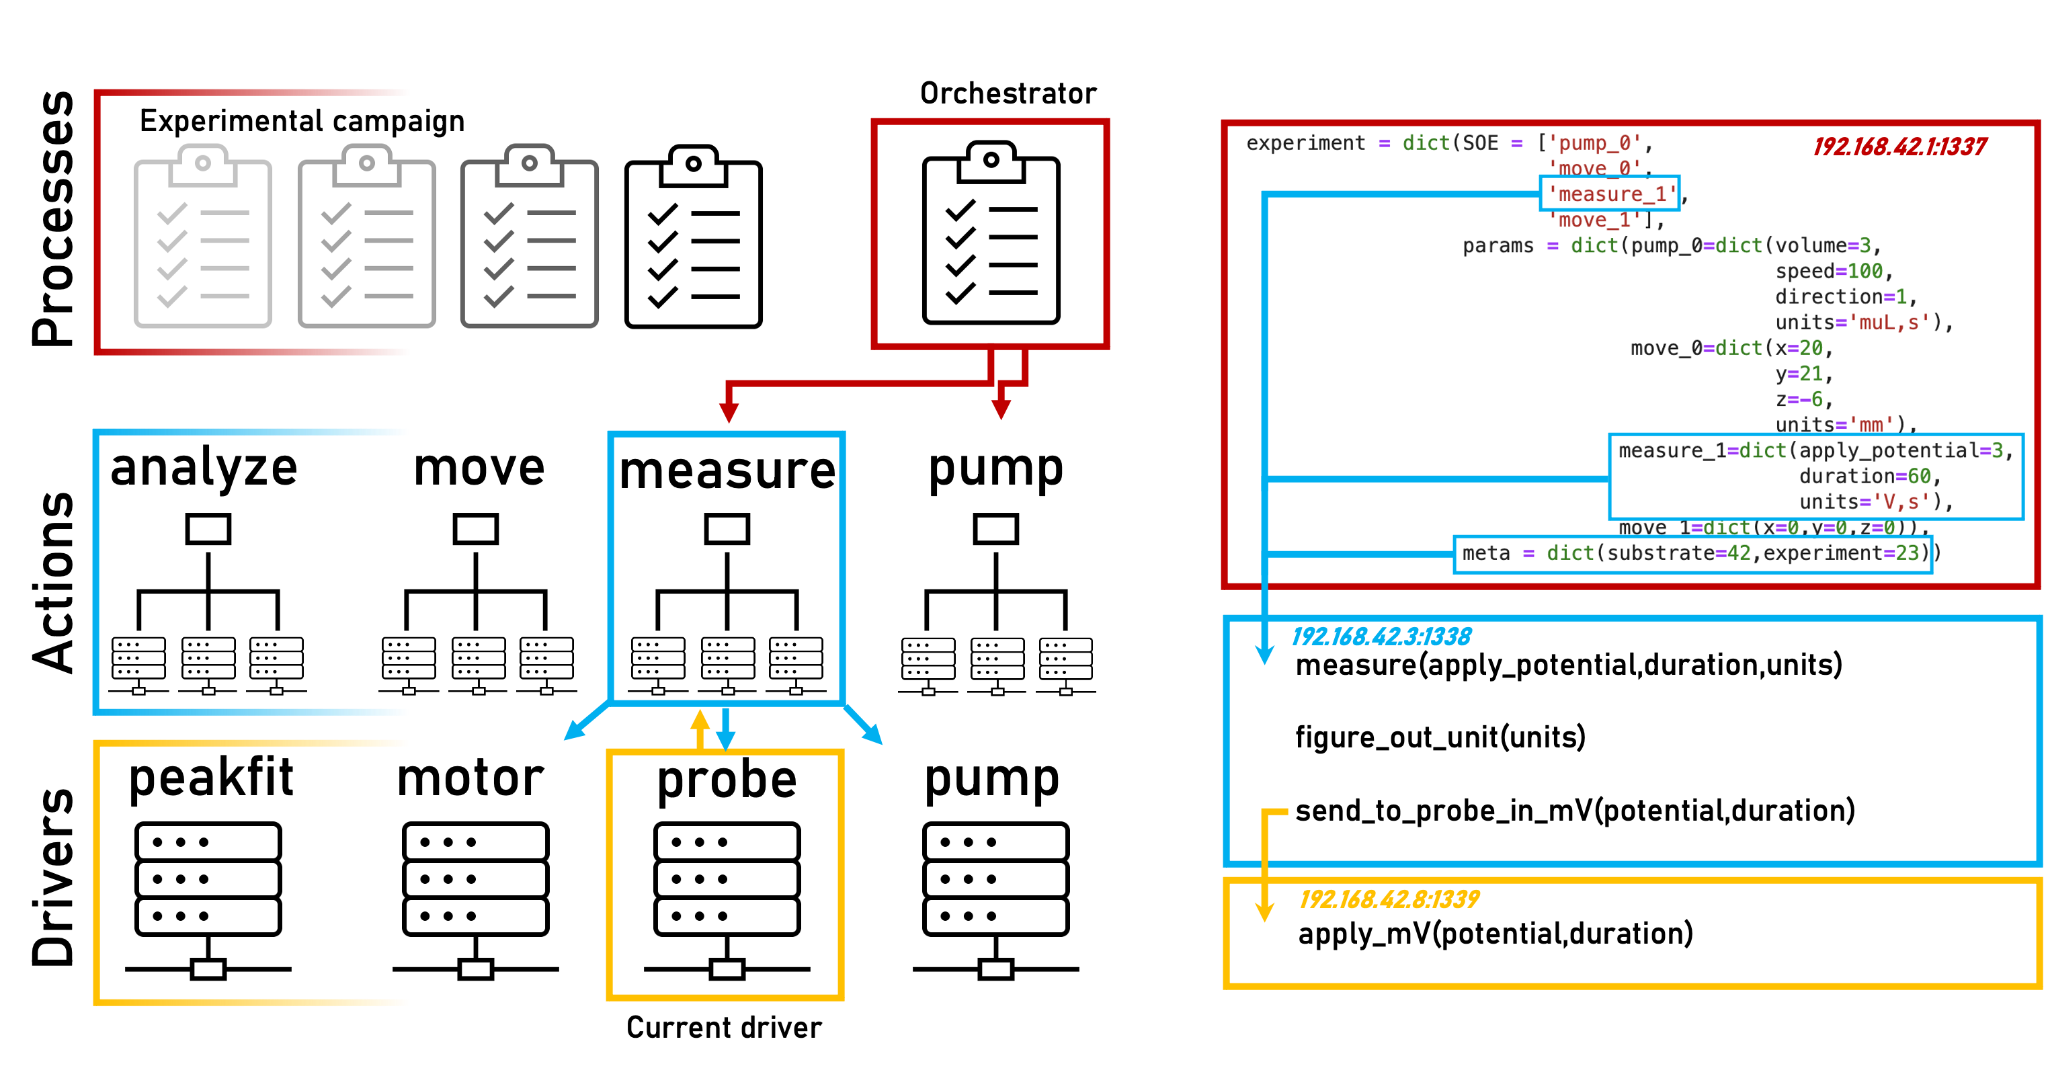 Processes
Experimental campaign
Orchestrator
Actions
analyze
move
measure
pump
Drivers
peakfit
motor
probe
pump
Current driver
192.168.42.1:1337
experiment = dict(SOE = ['pump_0',
'move_0',
'measure_1',
'move_1'],
params = dict(pump_0=dict(volume=3,
speed=100,
direction=1,
units='muL,s'),
move_0=dict(x=20,
y=21,
z=-6,
units='mm'),
measure_1=dict(apply_potential=3,
duration=60,
units='V,s'),
move_1=dict(x=0,y=0,z=0)),
meta = dict(substrate=42,experiment=23))
192.168.42.3:1338
measure(apply_potential,duration,units)
figure_out_unit(units)
send_to_probe_in_mV(potential,duration)
192.168.42.8:1339
apply_mV(potential,duration)